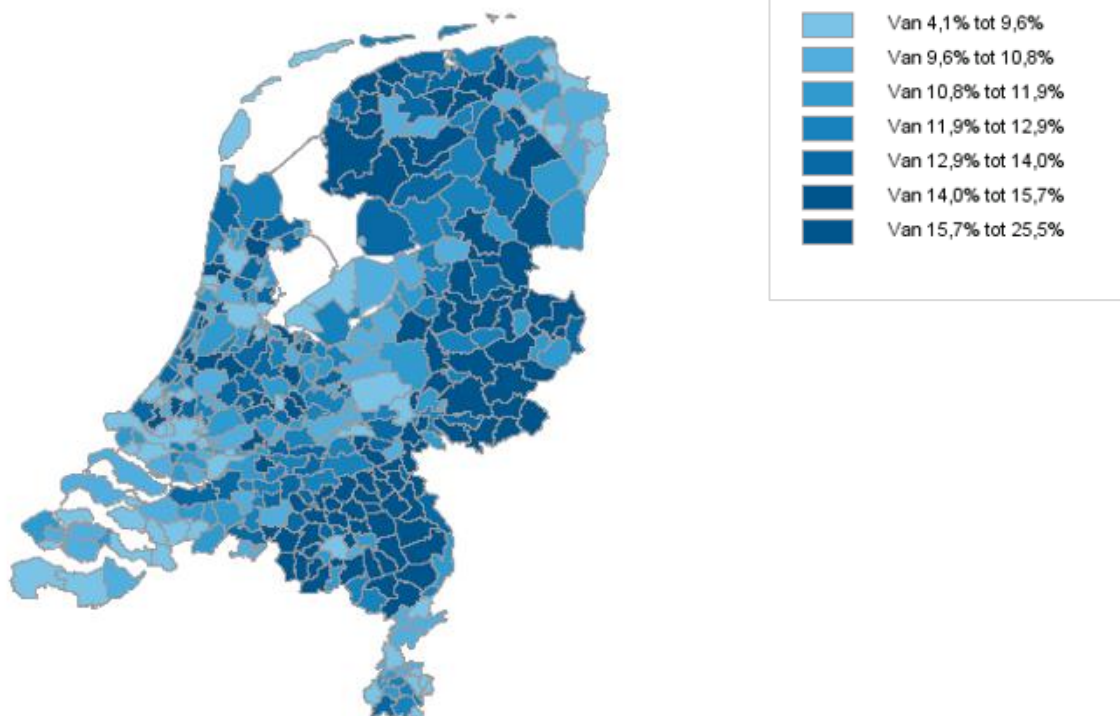 Van 4,1% tot 9,6%
Van 9,6% tot 10,8%
Van 10,8% tot 11,9%
Van 11,9% tot 12,9%
Van 12,9% tot 14,0%
Van 14,0% tot 15,7%
Van 15,7% tot 25,5%